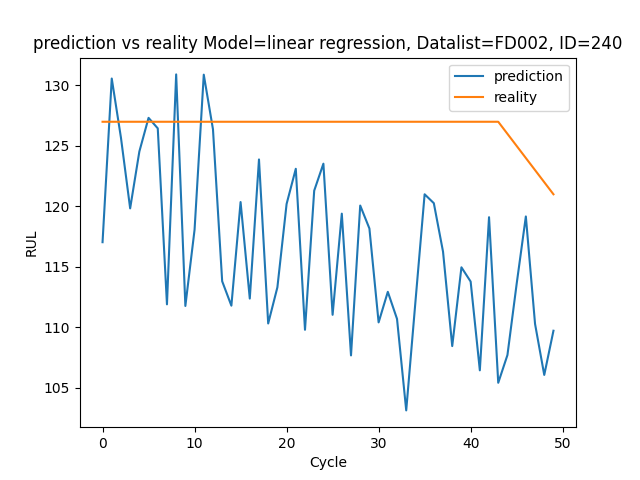 prediction vs reality Model=linear regression, Datalist=FD002, ID=240
prediction
reality
130
125
120
115
110
105
RUL
0 10 20 30 40 50
Cycle